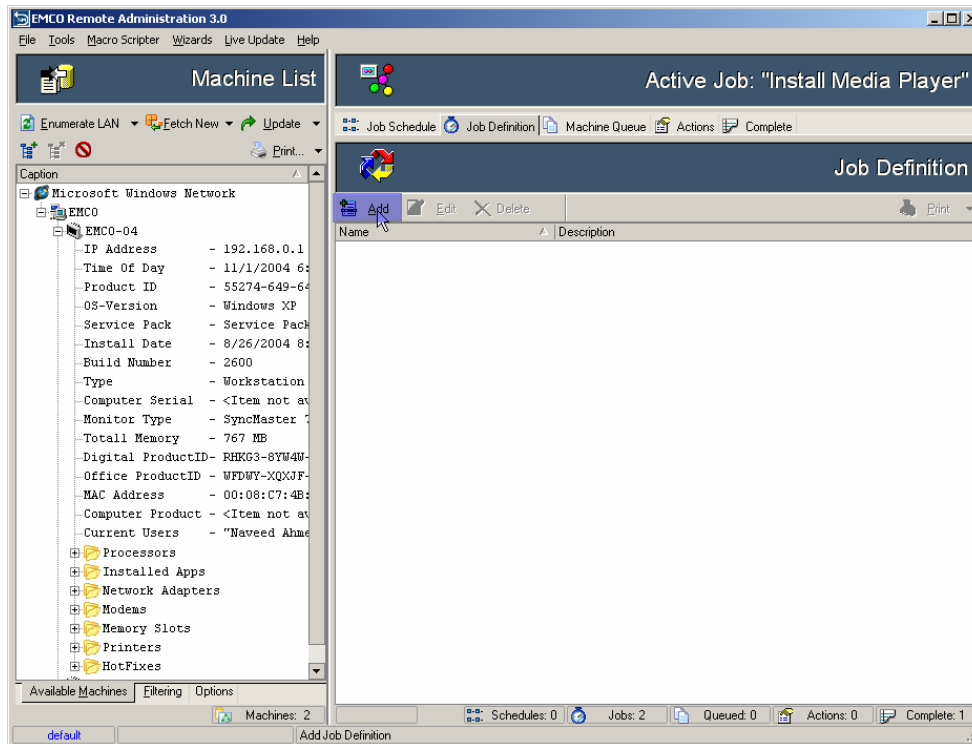 EMCO Remote Administration 3.0
File Tools Macro Scripter Wizards Live Update Help
Machine List
Active Job: "Install Media Player"
Enumerate LAN Fetch New Update
Job Schedule Job Definition Machine Queue Actions Complete
Print...
Job Definition
Caption
Add Edit Delete Print
Name Description
Microsoft Windows Network
EMCO
EMCO-04
IP Address - 192.168.0.1
Time Of Day - 11/1/2004 6:
Product ID - 55274-649-64
OS-Version - Windows XP
Service Pack - Service Pack
Install Date - 8/26/2004 8:
Build Number - 2600
Type - Workstation
Computer Serial - <Item not av
Monitor Type - SyncMaster 7
Totall Memory - 767 MB
Digital ProductID- RHKG3-8YW4W-
Office ProductID - WFDWY-XQXJF-
MAC Address - 00:08:C7:4B:
Computer Product - <Item not av
Current Users - "Naveed Ahme
Processors
Installed Apps
Network Adapters
Modems
Memory Slots
Printers
HotFixes
Available Machines Filtering Options
Machines: 2
Schedules: 0 Jobs: 2 Queued: 0 Actions: 0 Complete: 1
default
Add Job Definition